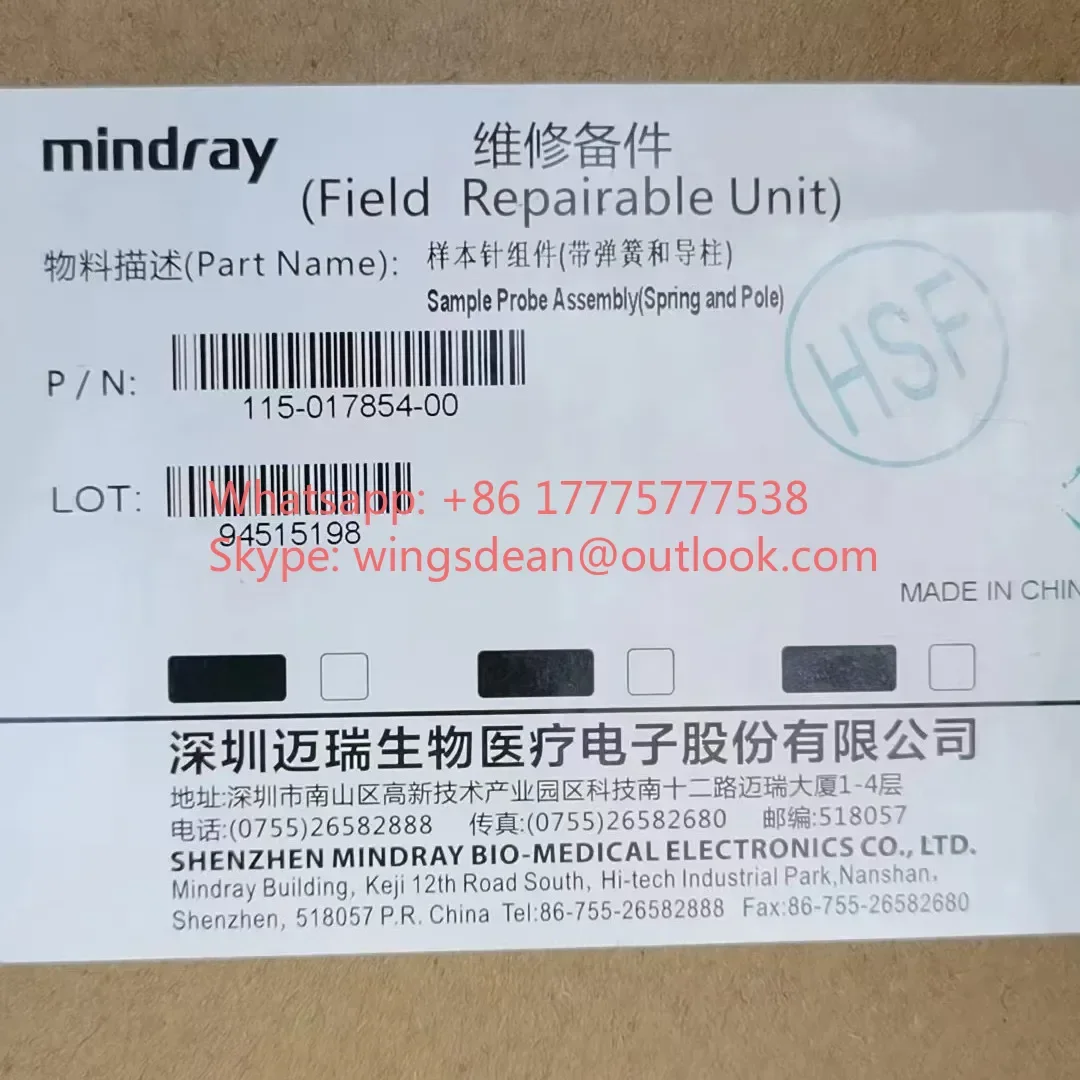 mindray
维修备件
(Field Repairable Unit)
物料描述(Part Name):
样本针组件(带弹簧和导柱)
Sample Probe Assembly(Spring and Pole)
HSF
P/N:
115-017854-00
LOT:
94515198
Whatsapp: +86 17775777538
Skype: wingsdean@outlook.com
MADE IN CHIN
深圳迈瑞生物医疗电子股份有限公司
地址:深圳市南山区高新技术产业园区科技南十二路迈瑞大厦1-4层
电话:(0755)26582888 传真:(0755)26582680 邮编:518057
SHENZHEN MINDRAY BIO-MEDICAL ELECTRONICS CO., LTD.
Mindray Building, Keji 12th Road South, Hi-tech Industrial Park,Nanshan,
Shenzhen, 518057 P.R. China Tel:86-755-26582888 Fax:86-755-26582680